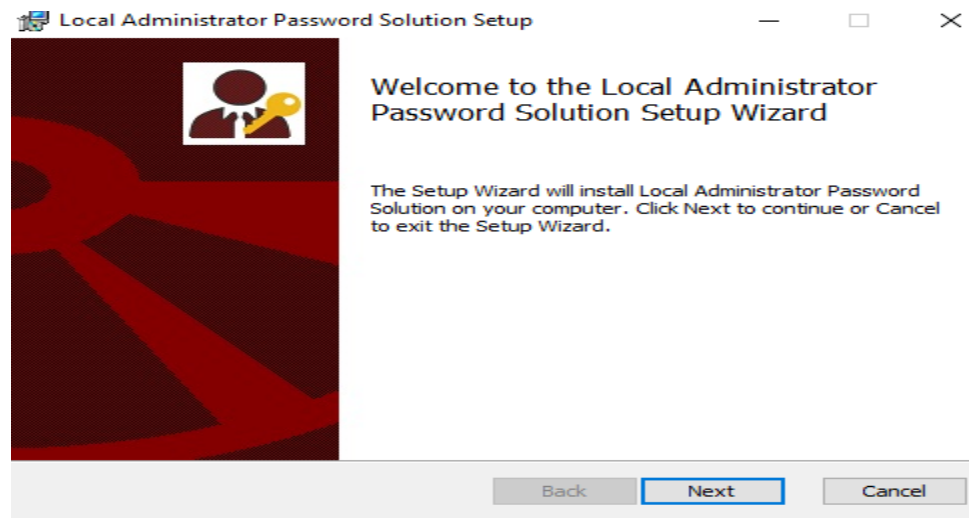 Local Administrator Password Solution Setup
Welcome to the Local Administrator
Password Solution Setup Wizard
The Setup Wizard will install Local Administrator Password
Solution on your computer. Click Next to continue or Cancel
to exit the Setup Wizard.
Back Next Cancel